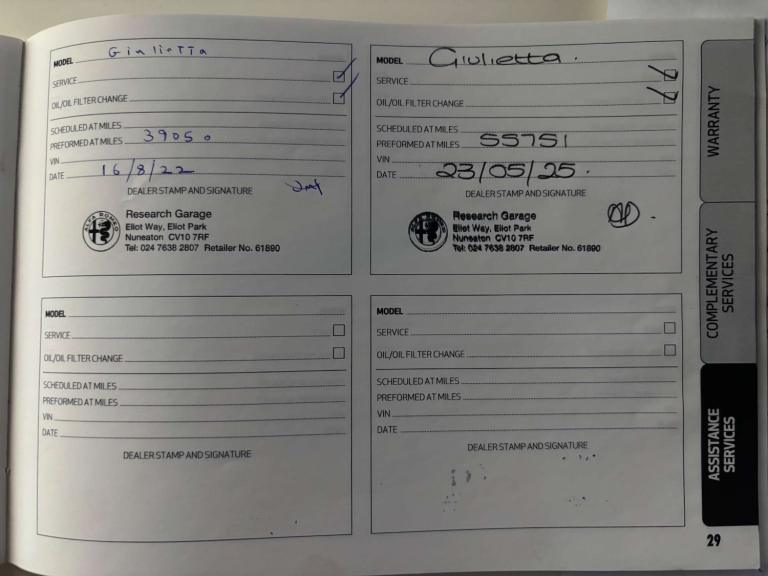 MODEL Giulietta
SERVICE
OIL/OIL FILTER CHANGE
SCHEDULED AT MILES
PREFORMED AT MILES 39050
VIN
DATE 16/8/22
DEALER STAMP AND SIGNATURE
ALFA ROMEO
Research Garage
Eliot Way, Eliot Park
Nuneaton CV10 7RF
Tel: 024 7638 2807 Retailer No. 61890
MODEL Giulietta.
SERVICE
OIL/OIL FILTER CHANGE
SCHEDULED AT MILES
PREFORMED AT MILES 55751
VIN
DATE 23/05/25.
DEALER STAMP AND SIGNATURE
ALFA ROMEO
Research Garage
Eliot Way, Eliot Park
Nuneaton CV10 7RF
Tel: 024 7638 2807 Retailer No. 61890
MODEL
SERVICE
OIL/OIL FILTER CHANGE
SCHEDULED AT MILES
PREFORMED AT MILES
VIN
DATE
DEALER STAMP AND SIGNATURE
MODEL
SERVICE
OIL/OIL FILTER CHANGE
SCHEDULED AT MILES
PREFORMED AT MILES
VIN
DATE
DEALER STAMP AND SIGNATURE
WARRANTY
COMPLEMENTARY
SERVICES
ASSISTANCE
SERVICES
29